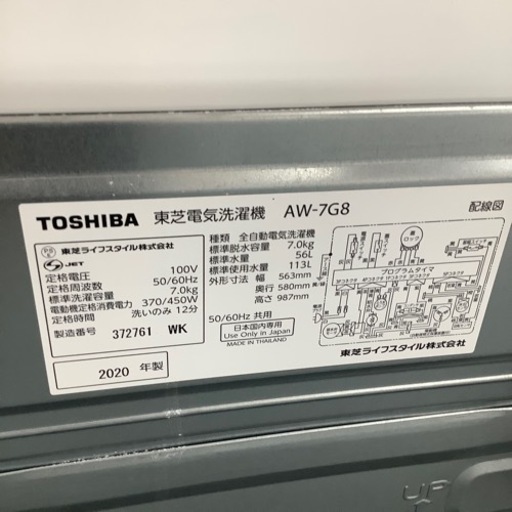 TOSHIBA 東芝電気洗濯機 AW-7G8
配線図
東芝ライフスタイル株式会社
JET
定格電圧 100V
定格周波数 50/60Hz
標準洗濯容量 7.0kg
電動機定格消費電力 370/450W
定格時間 洗いのみ 12分
製造番号 372761 WK
2020 年製
種類 全自動電気洗濯機
標準脱水容量 7.0kg
標準水量 56L
標準使用水量 113L
外形寸法 幅 563mm
奥行 580mm
高さ 987mm
50/60Hz 共用
日本国内専用
Use Only in Japan
MADE IN THAILAND
ロック
プログラムタイマ
東芝ライフスタイル株式会社
UP